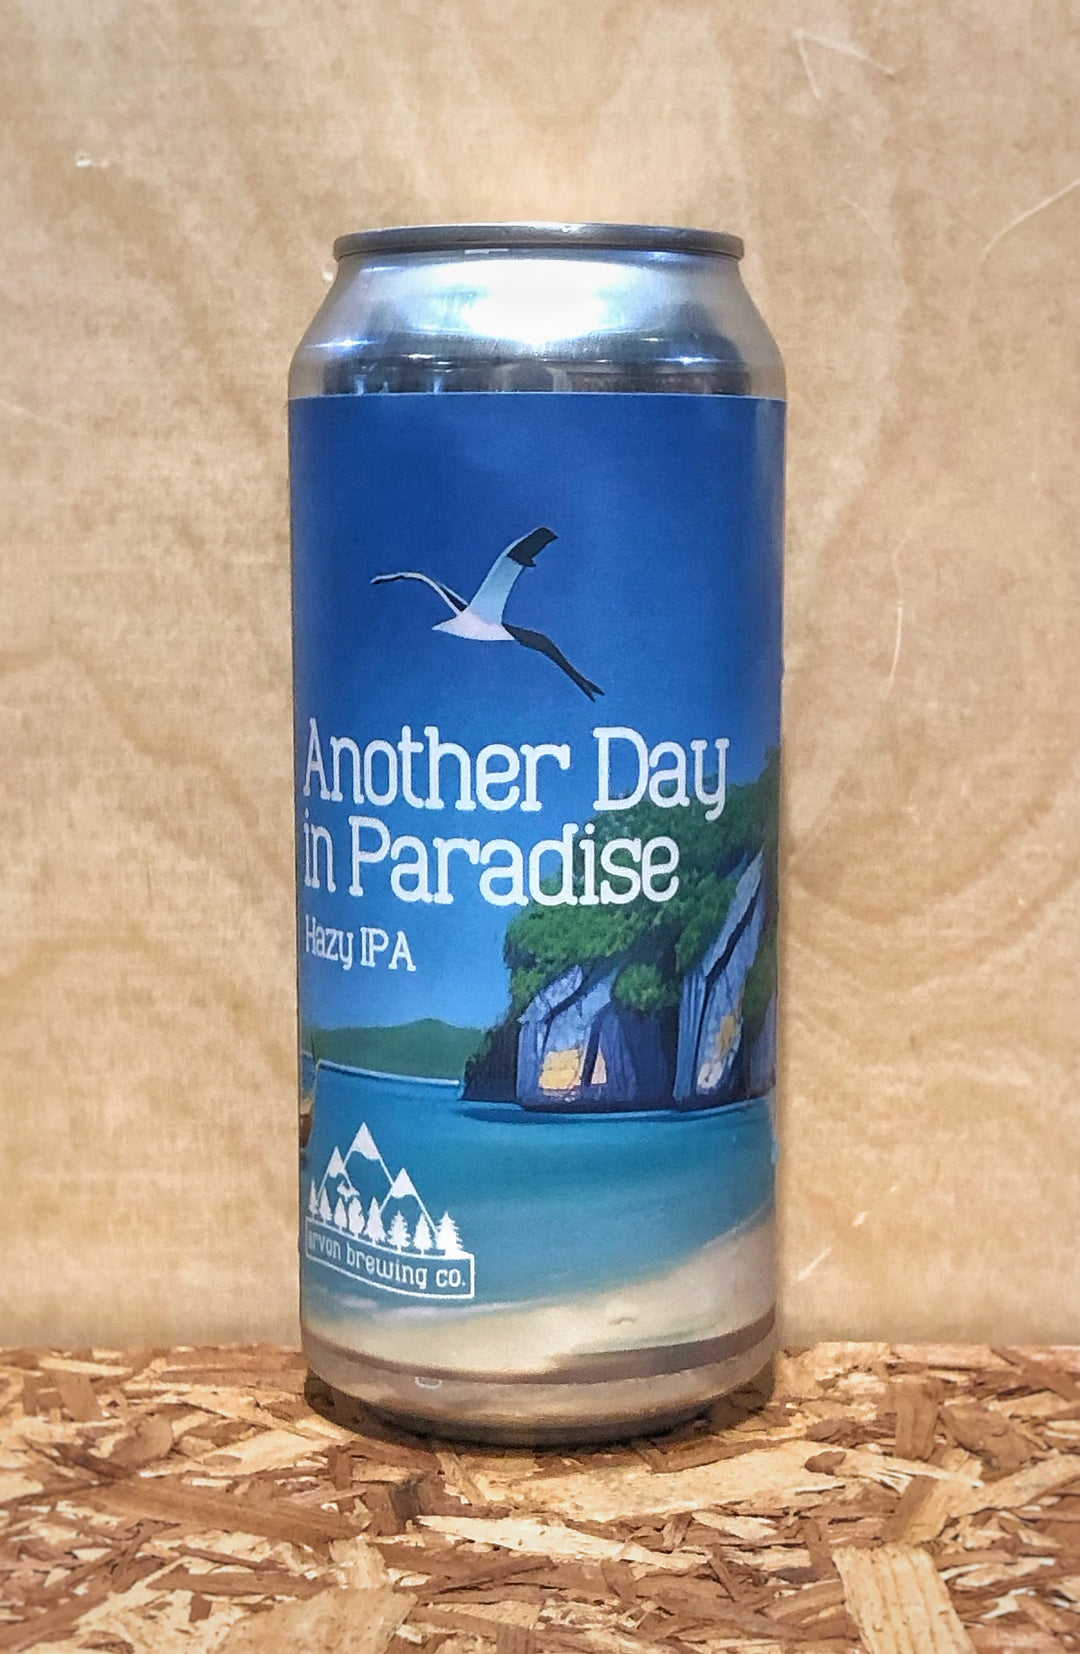 Another Day
in Paradise
Hazy IPA
arvon brewing co.